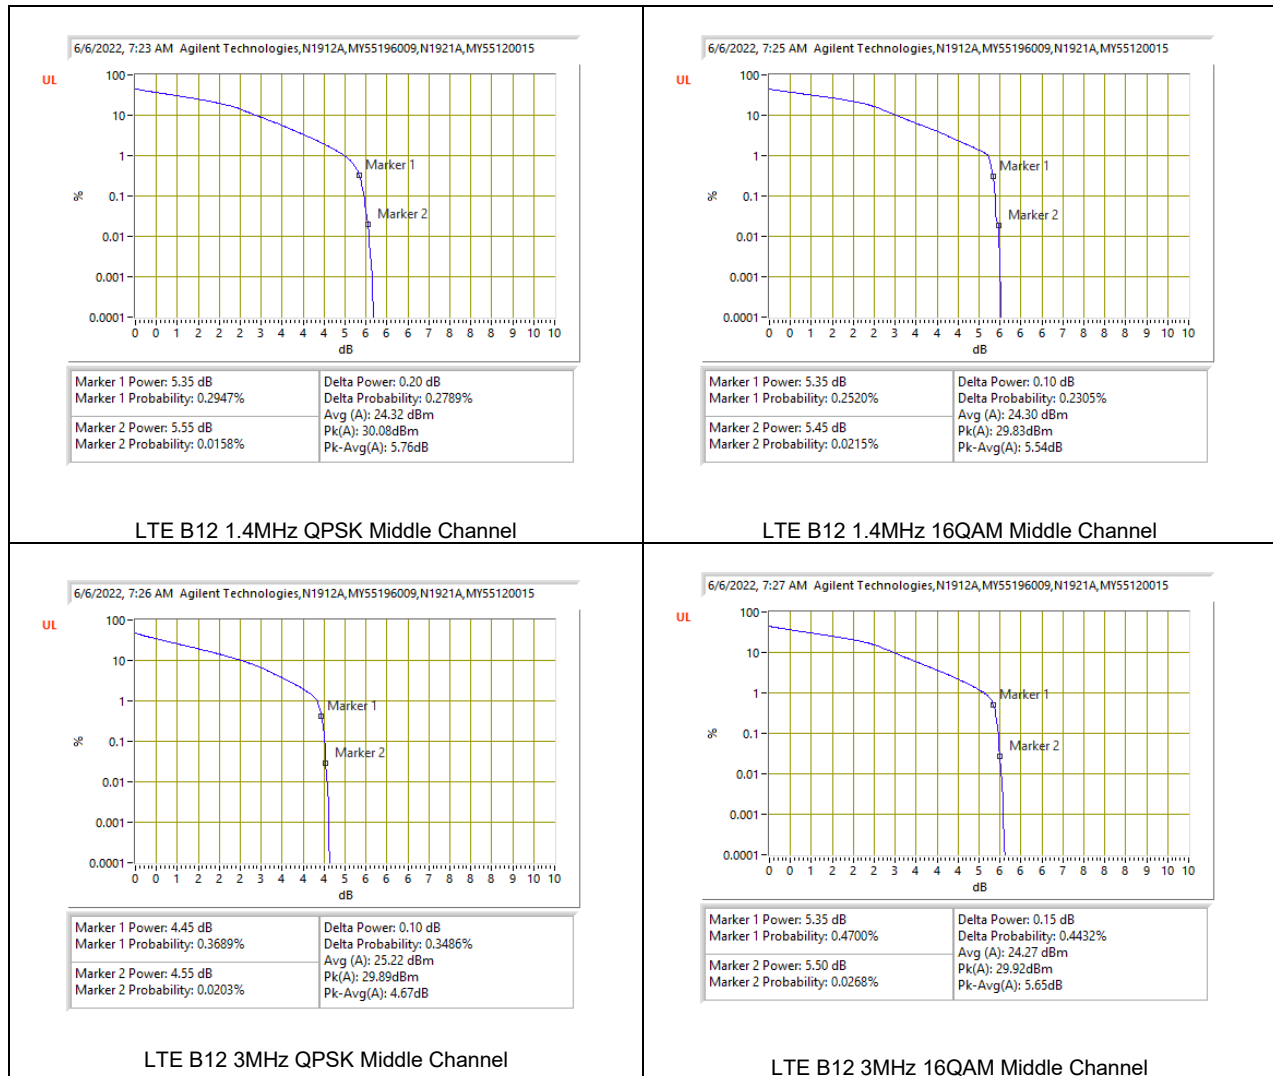 6/6/2022, 7:23 AM Agilent Technologies,N1912A,MY55196009,N1921A,MY55120015
UL
100
10
1
0.1
0.01
0.001
0.0001
%
Marker 1
Marker 2
0 0 1 2 2 2 3 4 4 4 5 6 6 6 7 8 8 8 9 10 10
dB
Marker 1 Power: 5.35 dB
Marker 1 Probability: 0.2947%
Marker 2 Power: 5.55 dB
Marker 2 Probability: 0.0158%
Delta Power: 0.20 dB
Delta Probability: 0.2789%
Avg (A): 24.32 dBm
Pk(A): 30.08dBm
Pk-Avg(A): 5.76dB
LTE B12 1.4MHz QPSK Middle Channel
6/6/2022, 7:25 AM Agilent Technologies,N1912A,MY55196009,N1921A,MY55120015
UL
100
10
1
0.1
0.01
0.001
0.0001
%
Marker 1
Marker 2
0 0 1 2 2 2 3 4 4 4 5 6 6 6 7 8 8 8 9 10 10
dB
Marker 1 Power: 5.35 dB
Marker 1 Probability: 0.2520%
Marker 2 Power: 5.45 dB
Marker 2 Probability: 0.0215%
Delta Power: 0.10 dB
Delta Probability: 0.2305%
Avg (A): 24.30 dBm
Pk(A): 29.83dBm
Pk-Avg(A): 5.54dB
LTE B12 1.4MHz 16QAM Middle Channel
6/6/2022, 7:26 AM Agilent Technologies,N1912A,MY55196009,N1921A,MY55120015
UL
100
10
1
0.1
0.01
0.001
0.0001
%
Marker 1
Marker 2
0 0 1 2 2 2 3 4 4 4 5 6 6 6 7 8 8 8 9 10 10
dB
Marker 1 Power: 4.45 dB
Marker 1 Probability: 0.3689%
Marker 2 Power: 4.55 dB
Marker 2 Probability: 0.0203%
Delta Power: 0.10 dB
Delta Probability: 0.3486%
Avg (A): 25.22 dBm
Pk(A): 29.89dBm
Pk-Avg(A): 4.67dB
LTE B12 3MHz QPSK Middle Channel
6/6/2022, 7:27 AM Agilent Technologies,N1912A,MY55196009,N1921A,MY55120015
UL
100
10
1
0.1
0.01
0.001
0.0001
%
Marker 1
Marker 2
0 0 1 2 2 2 3 4 4 4 5 6 6 6 7 8 8 8 9 10 10
dB
Marker 1 Power: 5.35 dB
Marker 1 Probability: 0.4700%
Marker 2 Power: 5.50 dB
Marker 2 Probability: 0.0268%
Delta Power: 0.15 dB
Delta Probability: 0.4432%
Avg (A): 24.27 dBm
Pk(A): 29.92dBm
Pk-Avg(A): 5.65dB
LTE B12 3MHz 16QAM Middle Channel